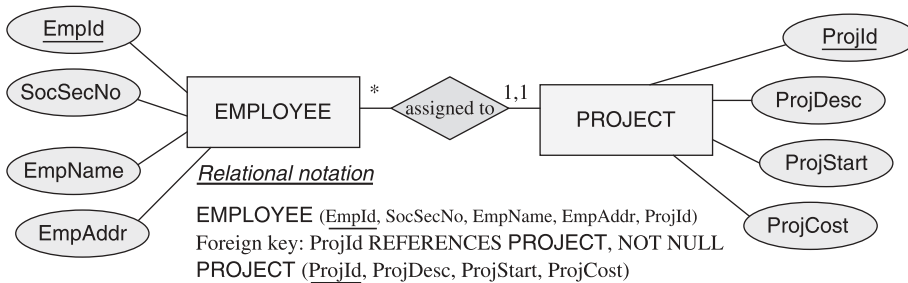 EmpId
SocSecNo
EmpName
EmpAddr
EMPLOYEE
*
assigned to
1,1
PROJECT
ProjId
ProjDesc
ProjStart
ProjCost
Relational notation
EMPLOYEE (EmpId, SocSecNo, EmpName, EmpAddr, ProjId)
Foreign key: ProjId REFERENCES PROJECT, NOT NULL
PROJECT (ProjId, ProjDesc, ProjStart, ProjCost)